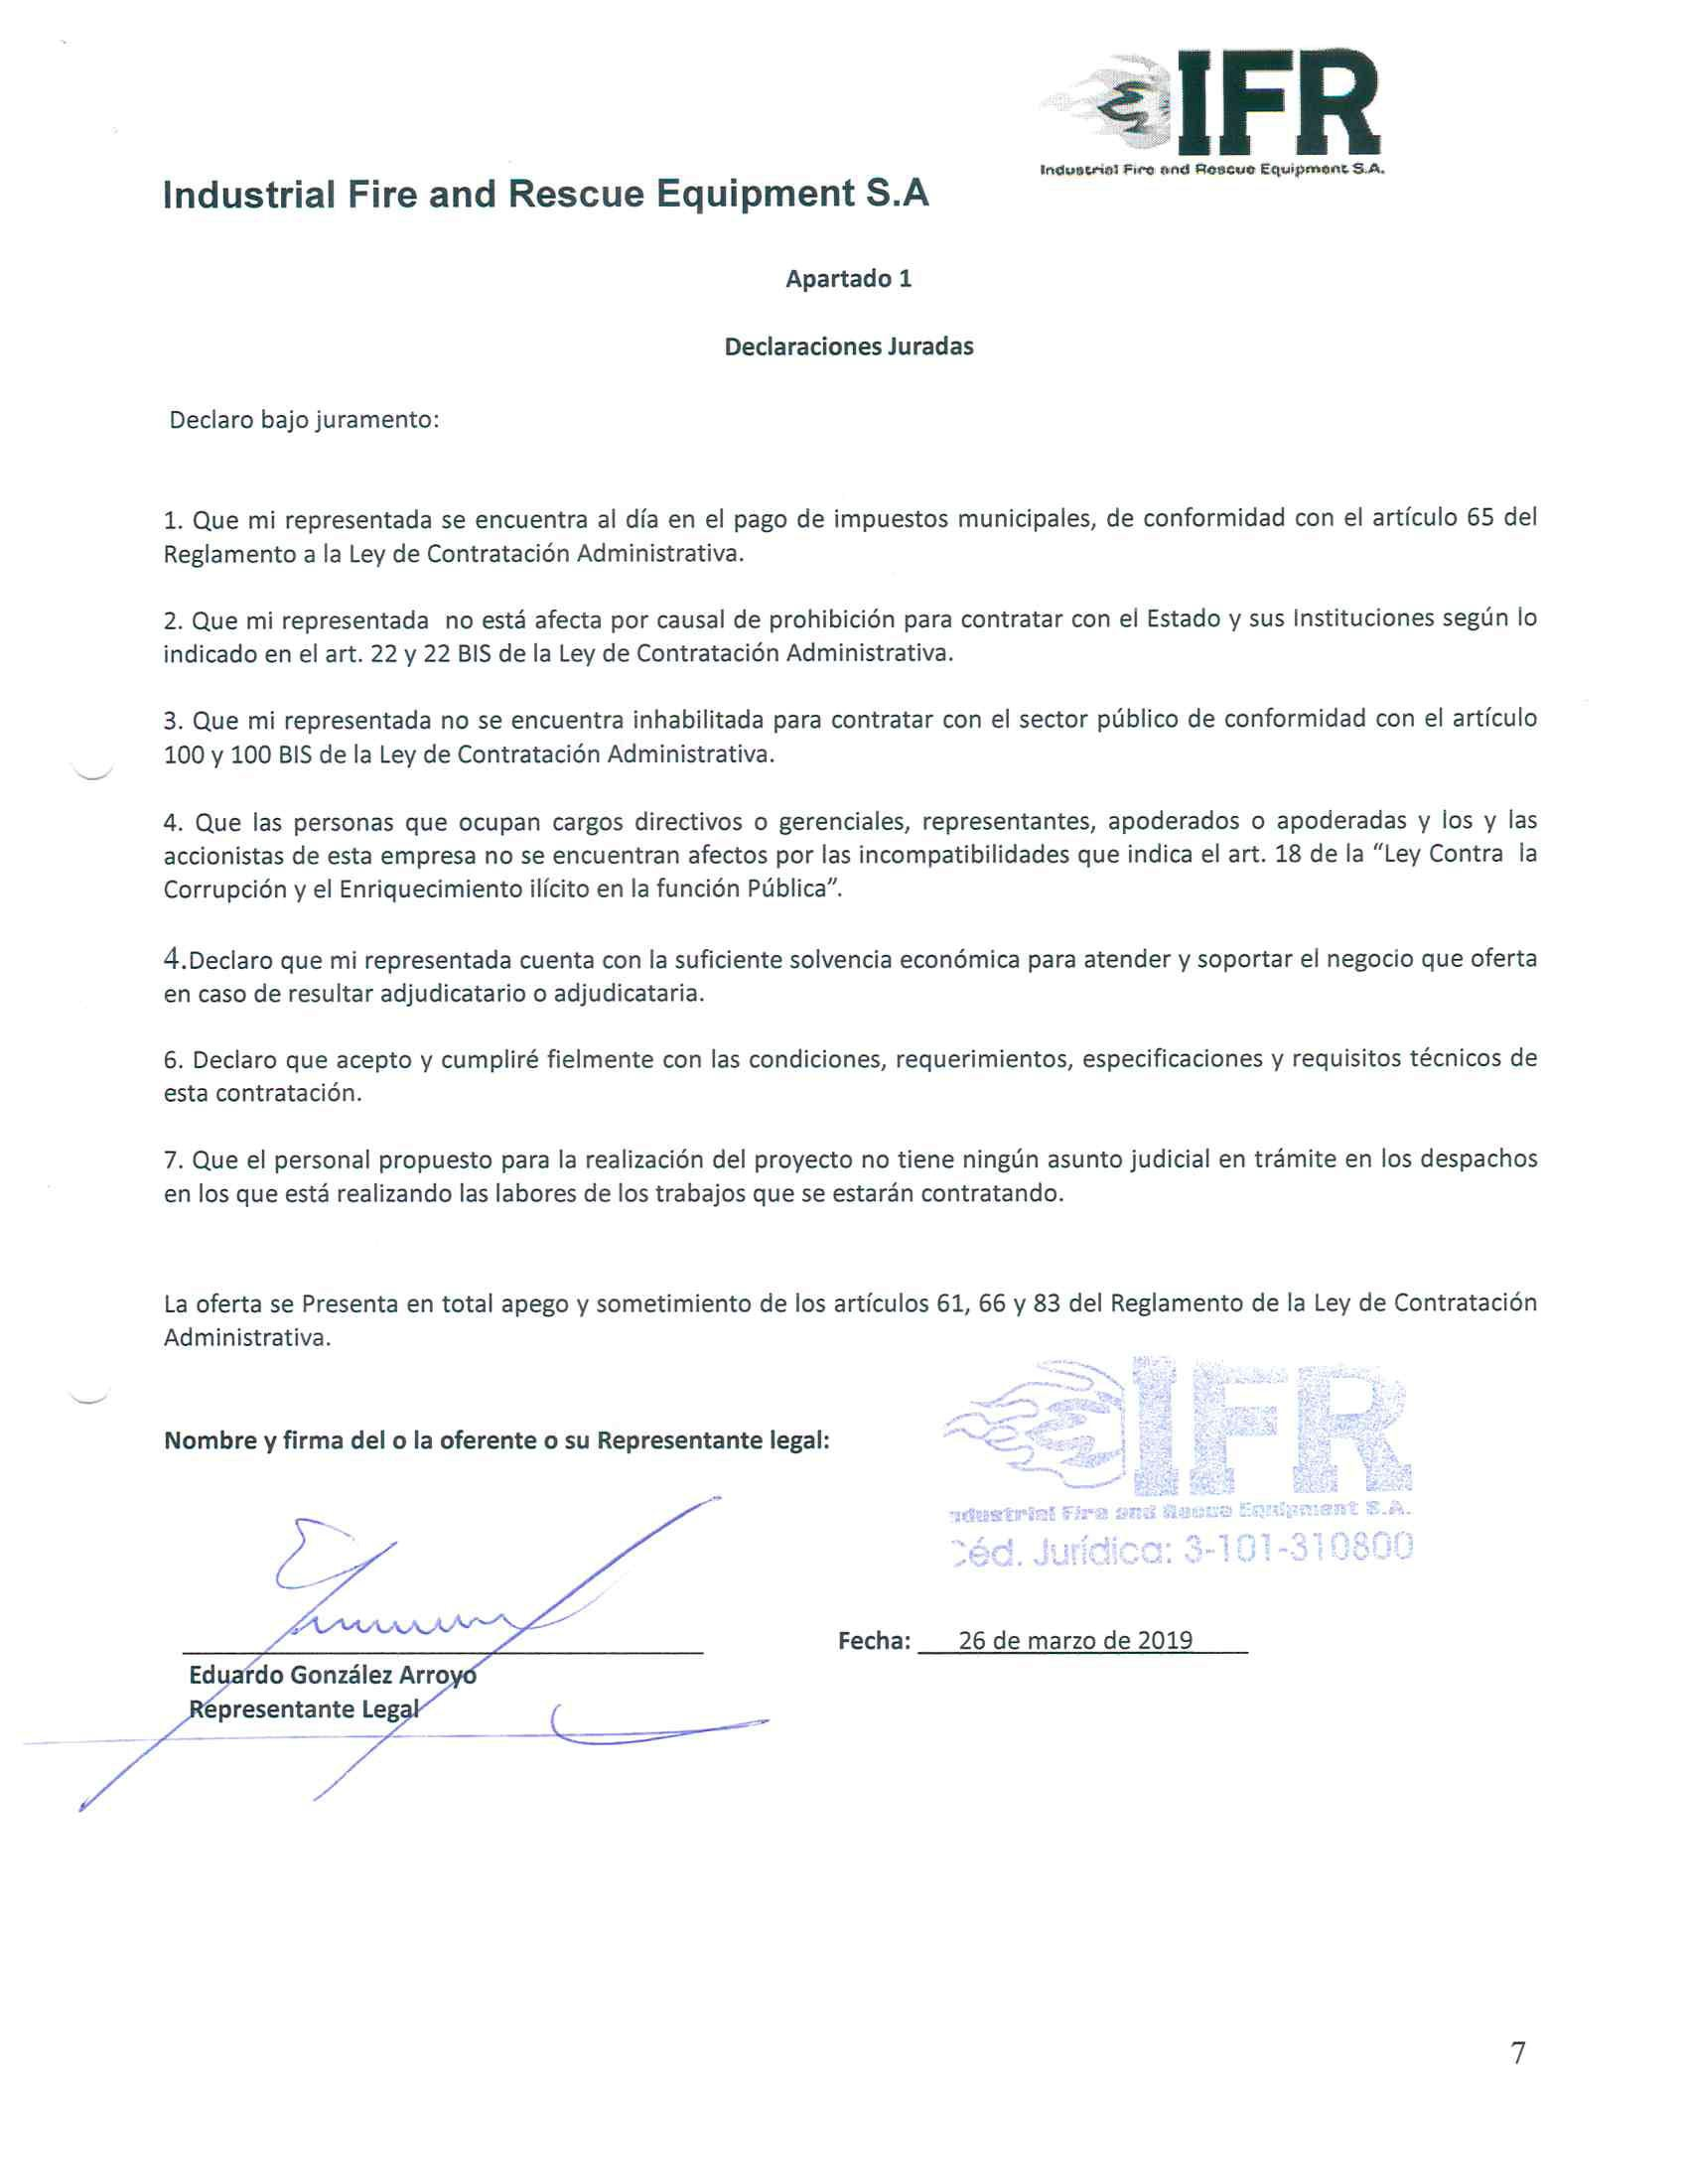 IFR
Industrial Fire and Rescue Equipment S.A.
Industrial Fire and Rescue Equipment S.A
Apartado 1
Declaraciones Juradas
Declaro bajo juramento:
1. Que mi representada se encuentra al día en el pago de impuestos municipales, de conformidad con el artículo 65 del
Reglamento a la Ley de Contratación Administrativa.
2. Que mi representada no está afecta por causal de prohibición para contratar con el Estado y sus Instituciones según lo
indicado en el art. 22 y 22 BIS de la Ley de Contratación Administrativa.
3. Que mi representada no se encuentra inhabilitada para contratar con el sector público de conformidad con el artículo
100 y 100 BIS de la Ley de Contratación Administrativa.
4. Que las personas que ocupan cargos directivos o gerenciales, representantes, apoderados o apoderadas y los y las
accionistas de esta empresa no se encuentran afectos por las incompatibilidades que indica el art. 18 de la “Ley Contra la
Corrupción y el Enriquecimiento ilícito en la función Pública”.
4.Declaro que mi representada cuenta con la suficiente solvencia económica para atender y soportar el negocio que oferta
en caso de resultar adjudicatario o adjudicataria.
6. Declaro que acepto y cumpliré fielmente con las condiciones, requerimientos, especificaciones y requisitos técnicos de
esta contratación.
7. Que el personal propuesto para la realización del proyecto no tiene ningún asunto judicial en trámite en los despachos
en los que está realizando las labores de los trabajos que se estarán contratando.
La oferta se Presenta en total apego y sometimiento de los artículos 61, 66 y 83 del Reglamento de la Ley de Contratación
Administrativa.
IFR
Industrial Fire and Rescue Equipment S.A.
Céd. Jurídica: 3-101-310800
Nombre y firma del o la oferente o su Representante legal:
Fecha: 26 de marzo de 2019
Eduardo González Arroyo
Representante Legal
7